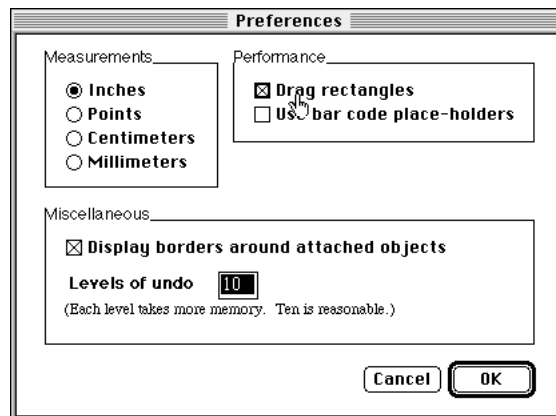 Preferences
Measurements
Inches
Points
Centimeters
Millimeters
Performance
Drag rectangles
bar code place-holders
Miscellaneous
Display borders around attached objects
Levels of undo 10
(Each level takes more memory. Ten is reasonable.)
Cancel OK